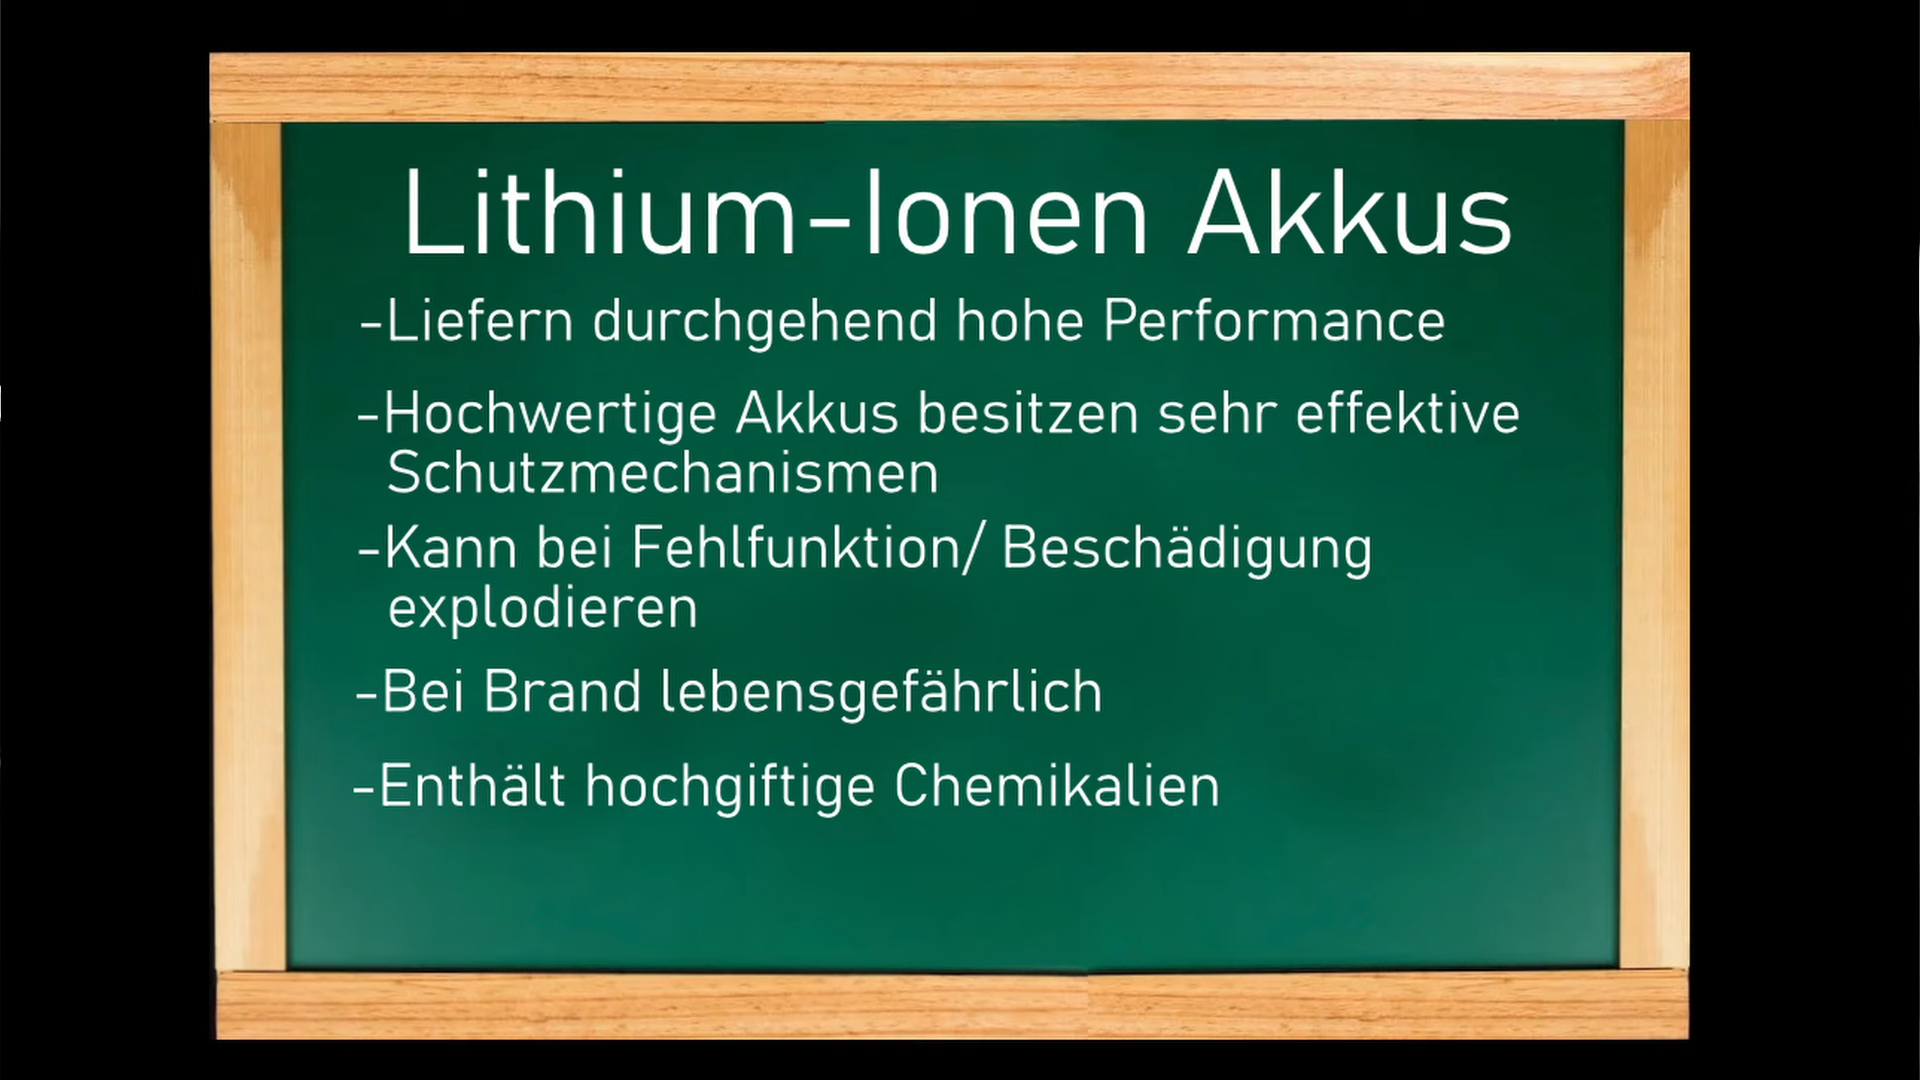 Lithium-Ionen Akkus
-Liefern durchgehend hohe Performance
-Hochwertige Akkus besitzen sehr effektive
Schutzmechanismen
-Kann bei Fehlfunktion/ Beschädigung
explodieren
-Bei Brand lebensgefährlich
-Enthält hochgiftige Chemikalien